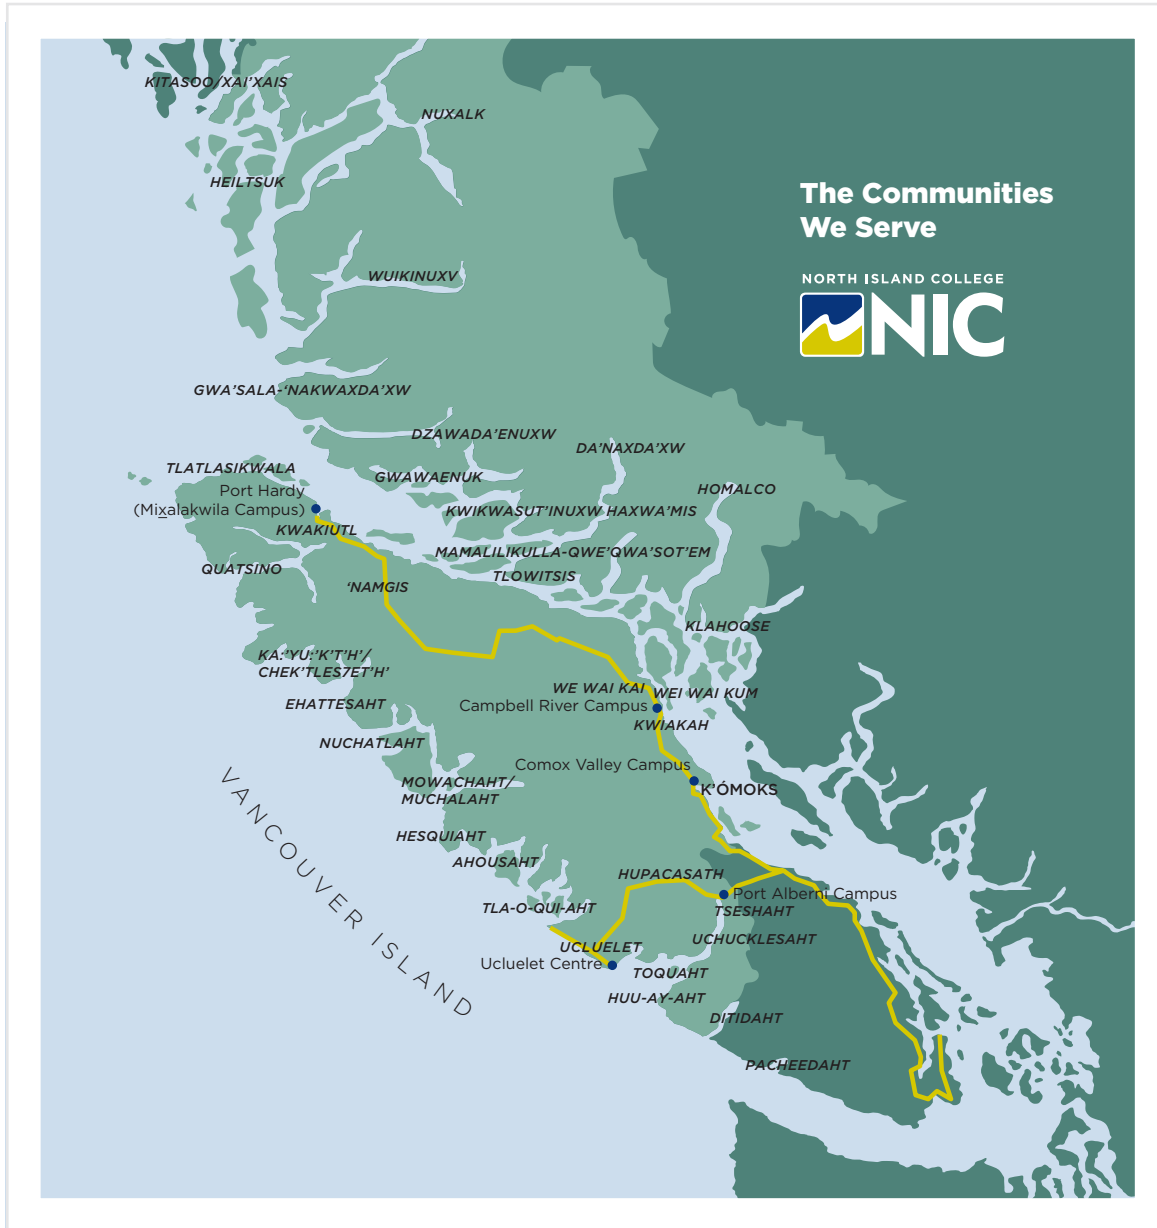 KITASOO/XAI'XAIS
NUXALK
HEILTSUK
The Communities
We Serve
WUIKINUXV
NORTH ISLAND COLLEGE
NIC
GWA'SALA-'NAKWAXDA'XW
DZAWADA'ENUXW
DA'NAXDA'XW
TLATLASIKWALA
GWAWAENUK
HOMALCO
Port Hardy
(Mix̱alakwila Campus)
KWIKWASUT'INUXW HAXWA'MIS
KWAKIUTL
MAMALILIKULLA-QWE'QWA'SOT'EM
QUATSINO
TLOWITSIS
'NAMGIS
KLAHOOSE
KA:'YU:'K'T'H'/
CHEK'TLES7ET'H'
WE WAI KAI
WEI WAI KUM
EHATTESAHT
Campbell River Campus
KWIAKAH
NUCHATLAHT
Comox Valley Campus
MOWACHAHT/
MUCHALAHT
K'ÓMOKS
HESQUIAHT
AHOUSAHT
HUPACASATH
Port Alberni Campus
TLA-O-QUI-AHT
TSESHAHT
UCHUCKLESAHT
UCLUELET
Ucluelet Centre
TOQUAHT
VANCOUVER ISLAND
HUU-AY-AHT
DITIDAHT
PACHEEDAHT